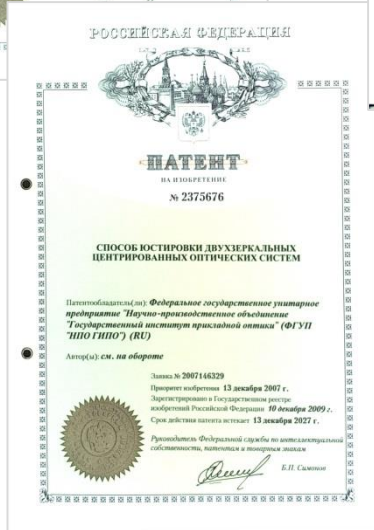 РОССИЙСКАЯ ФЕДЕРАЦИЯ
ПАТЕНТ
НА ИЗОБРЕТЕНИЕ
№ 2375676
СПОСОБ ЮСТИРОВКИ ДВУХЗЕРКАЛЬНЫХ
ЦЕНТРИРОВАННЫХ ОПТИЧЕСКИХ СИСТЕМ
Патентообладатель(ли): Федеральное государственное унитарное
предприятие "Научно-производственное объединение
"Государственный институт прикладной оптики" (ФГУП
"НПО ГИПО") (RU)
Автор(ы): см. на обороте
Заявка № 2007146329
Приоритет изобретения 13 декабря 2007 г.
Зарегистрировано в Государственном реестре
изобретений Российской Федерации 10 декабря 2009 г.
Срок действия патента истекает 13 декабря 2027 г.
Руководитель Федеральной службы по интеллектуальной
собственности, патентам и товарным знакам
Б.П. Симонов